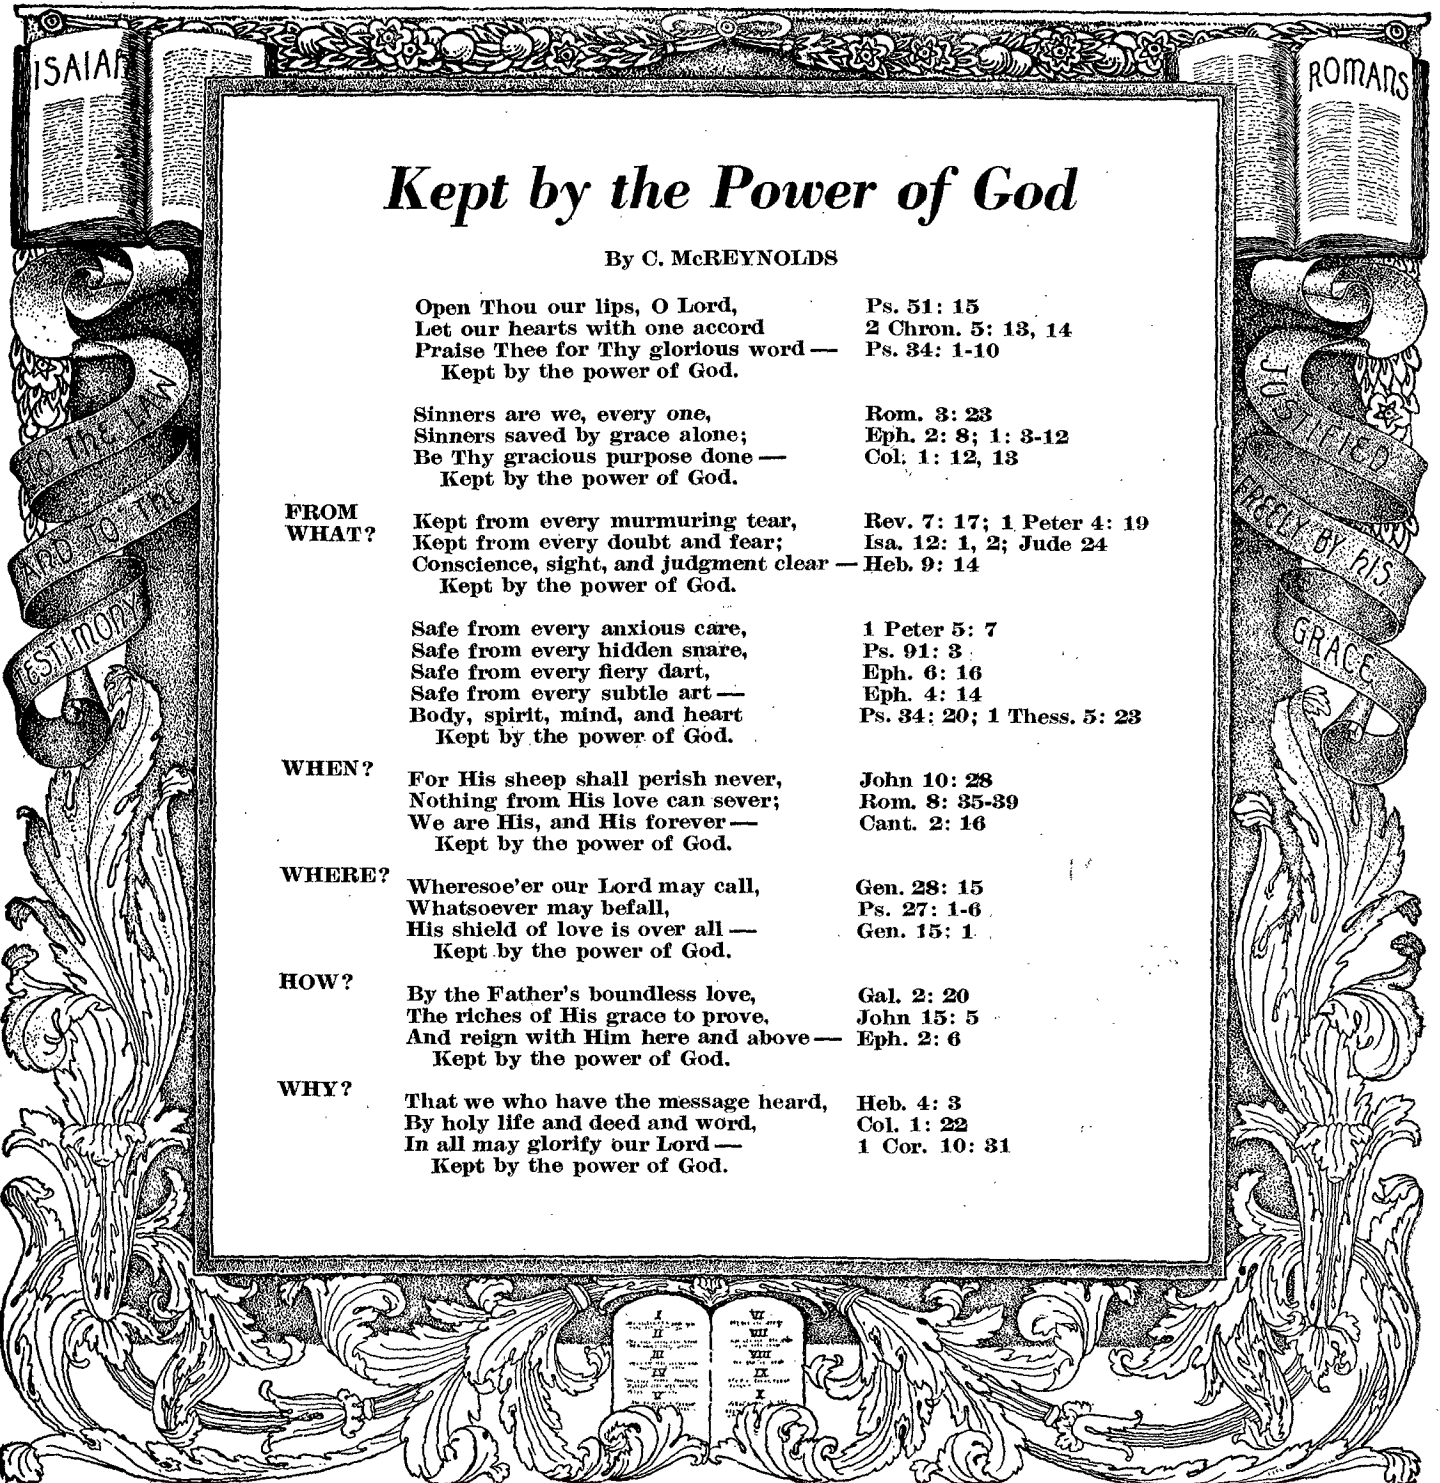 ISAIAH
ROMANS
Kept by the Power of God
By C. McREYNOLDS
Open Thou our lips, O Lord, Ps. 51: 15
Let our hearts with one accord 2 Chron. 5: 13, 14
Praise Thee for Thy glorious word— Ps. 34: 1-10
Kept by the power of God.
Sinners are we, every one, Rom. 3: 23
Sinners saved by grace alone; Eph. 2: 8; 1: 3-12
Be Thy gracious purpose done— Col. 1: 12, 13
Kept by the power of God.
FROM
WHAT?
Kept from every murmuring tear, Rev. 7: 17; 1 Peter 4: 19
Kept from every doubt and fear; Isa. 12: 1, 2; Jude 24
Conscience, sight, and judgment clear— Heb. 9: 14
Kept by the power of God.
Safe from every anxious care, 1 Peter 5: 7
Safe from every hidden snare, Ps. 91: 3
Safe from every fiery dart, Eph. 6: 16
Safe from every subtle art— Eph. 4: 14
Body, spirit, mind, and heart Ps. 34: 20; 1 Thess. 5: 23
Kept by the power of God.
WHEN?
For His sheep shall perish never, John 10: 28
Nothing from His love can sever; Rom. 8: 35-39
We are His, and His forever— Cant. 2: 16
Kept by the power of God.
WHERE?
Wheresoe'er our Lord may call, Gen. 28: 15
Whatsoever may befall, Ps. 27: 1-6
His shield of love is over all— Gen. 15: 1
Kept by the power of God.
HOW?
By the Father's boundless love, Gal. 2: 20
The riches of His grace to prove, John 15: 5
And reign with Him here and above— Eph. 2: 6
Kept by the power of God.
WHY?
That we who have the message heard, Heb. 4: 3
By holy life and deed and word, Col. 1: 22
In all may glorify our Lord— 1 Cor. 10: 31
Kept by the power of God.
TO THE LAW
AND TO THE
TESTIMONY
JUSTIFIED
FREELY BY HIS
GRACE
I
II
III
IV
V
VI
VII
VIII
IX
X